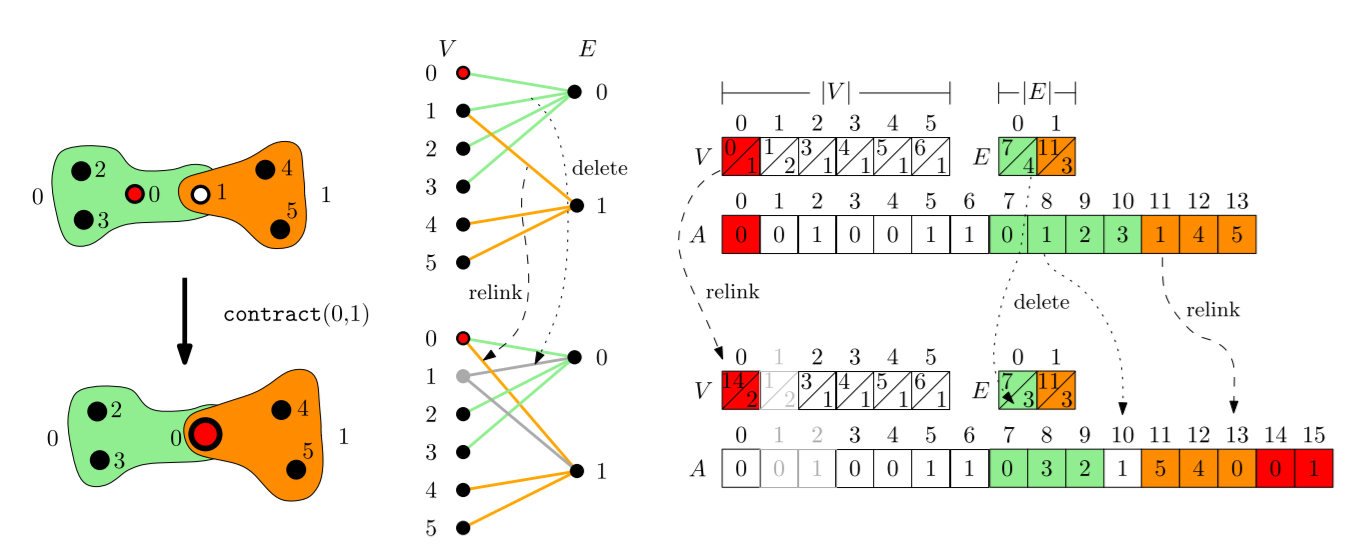 0 2 3 0 1 4 5 1
contract(0,1)
0 2 3 0 4 5 1
V E
0 0
1
2
3
4 1
5
delete
relink
0 0
1
2
3
4 1
5
|V| |E|
0 1 2 3 4 5 0 1
V 0/1 1/2 3/1 4/1 5/1 6/1 E 7/4 11/3
0 1 2 3 4 5 6 7 8 9 10 11 12 13
A 0 0 1 0 0 1 1 0 1 2 3 1 4 5
relink delete relink
0 1 2 3 4 5 0 1
V 14/2 1/2 3/1 4/1 5/1 6/1 E 7/3 11/3
0 1 2 3 4 5 6 7 8 9 10 11 12 13 14 15
A 0 0 1 0 0 1 1 0 3 2 1 5 4 0 0 1